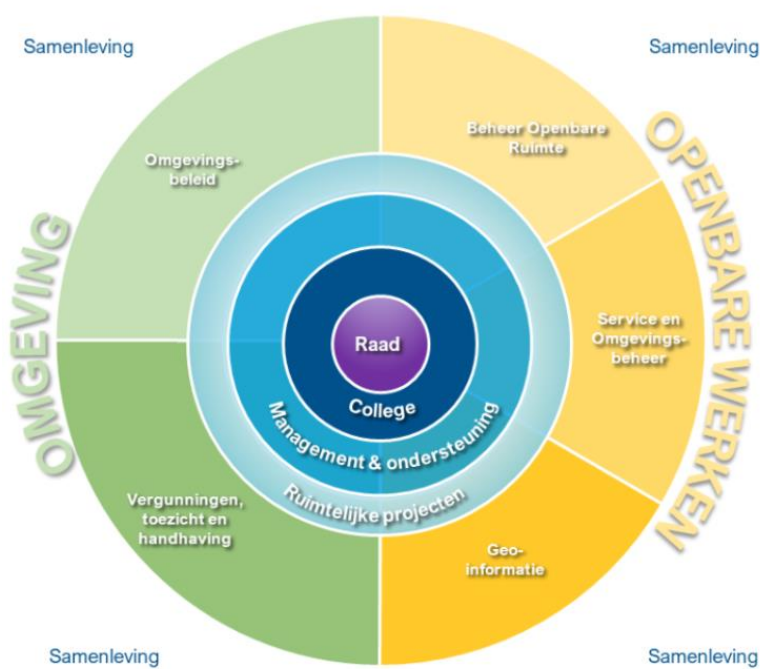 Samenleving
Samenleving
Beheer Openbare
Ruimte
Omgevings-
beleid
OMGEVING
OPENBARE WERKEN
Service en
Omgevings-
beheer
Raad
College
Management & ondersteuning
Ruimtelijke projecten
Vergunningen,
toezicht en
handhaving
Geo-
informatie
Samenleving
Samenleving